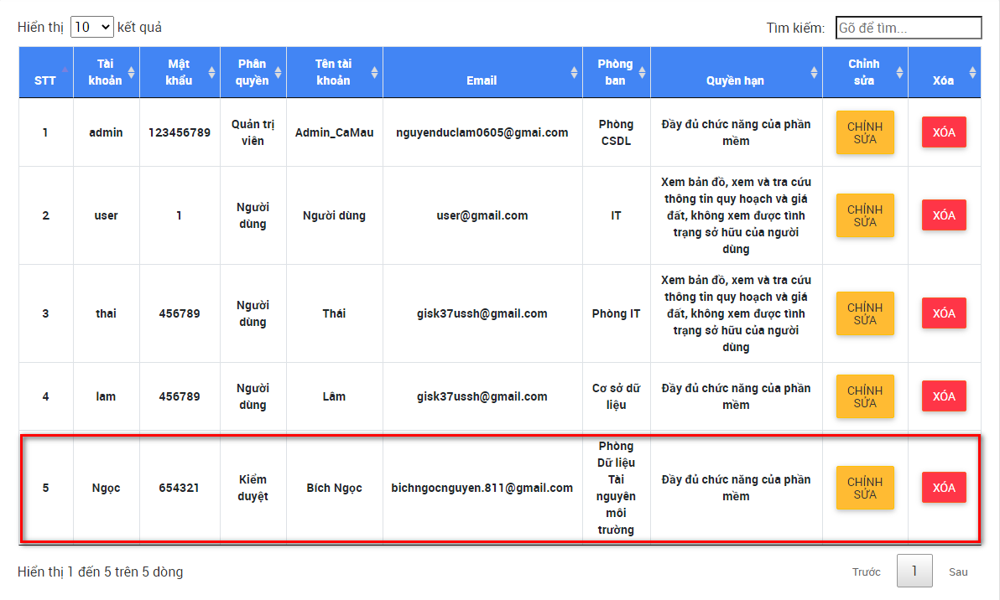 Hiển thị 10 kết quả
Tìm kiếm: Gõ để tìm...
STT
Tài
khoản
Mật
khẩu
Phân
quyền
Tên tài
khoản
Email
Phòng
ban
Quyền hạn
Chỉnh
sửa
Xóa
1
admin
123456789
Quản trị
viên
Admin_CaMau
nguyenduclam0605@gmai.com
Phòng
CSDL
Đầy đủ chức năng của phần
mềm
CHỈNH
SỬA
XÓA
2
user
1
Người
dùng
Người dùng
user@gmail.com
IT
Xem bản đồ, xem và tra cứu
thông tin quy hoạch và giá
đất, không xem được tình
trạng sở hữu của người
dùng
CHỈNH
SỬA
XÓA
3
thai
456789
Người
dùng
Thái
gisk37ussh@gmail.com
Phòng IT
Xem bản đồ, xem và tra cứu
thông tin quy hoạch và giá
đất, không xem được tình
trạng sở hữu của người
dùng
CHỈNH
SỬA
XÓA
4
lam
456789
Người
dùng
Lâm
gisk37ussh@gmail.com
Cơ sở dữ
liệu
Đầy đủ chức năng của phần
mềm
CHỈNH
SỬA
XÓA
5
Ngọc
654321
Kiểm
duyệt
Bích Ngọc
bichngocnguyen.811@gmail.com
Phòng
Dữ liệu
Tài
nguyên
môi
trường
Đầy đủ chức năng của phần
mềm
CHỈNH
SỬA
XÓA
Hiển thị 1 đến 5 trên 5 dòng
Trước 1 Sau